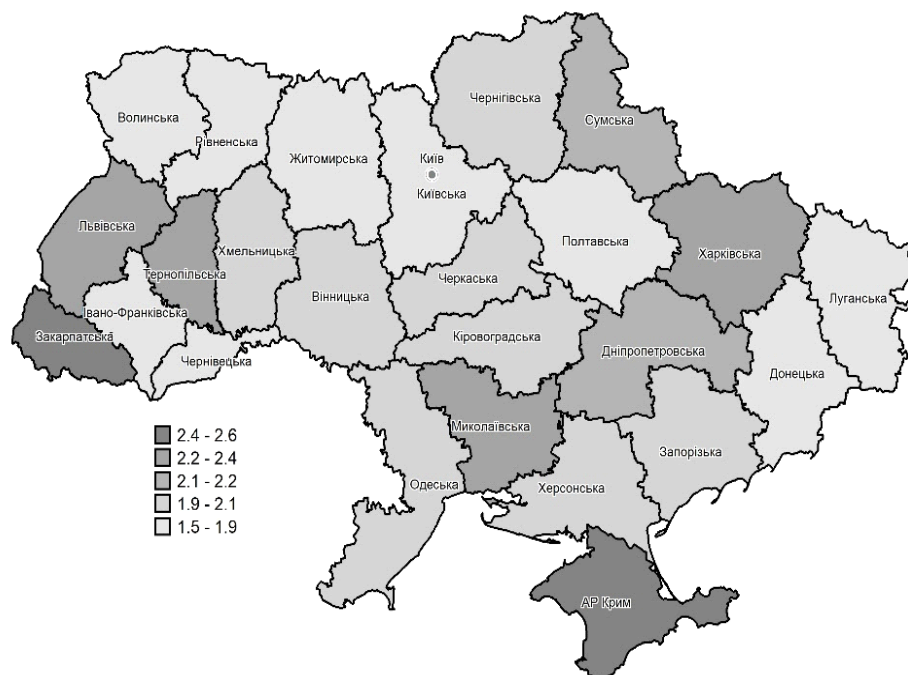 Чернігівська
Волинська
Сумська
Рівненська
Житомирська
Київ
Київська
Львівська
Полтавська
Хмельницька
Харківська
Тернопільська
Черкаська
Вінницька
Луганська
Івано-Франківська
Закарпатська
Кіровоградська
Дніпропетровська
Чернівецька
Донецька
Миколаївська
Запорізька
Одеська
Херсонська
2.4 - 2.6
2.2 - 2.4
2.1 - 2.2
1.9 - 2.1
1.5 - 1.9
АР Крим